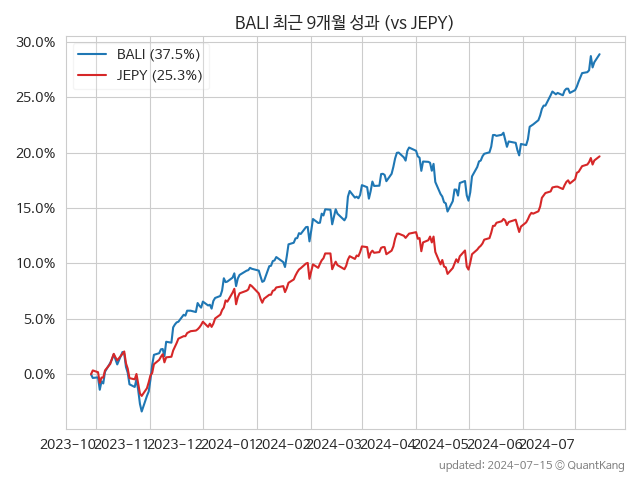 BALI 최근 9개월 성과 (vs JEPY)
30.0%
25.0%
20.0%
15.0%
10.0%
5.0%
0.0%
BALI (37.5%)
JEPY (25.3%)
2023-10 2023-11 2023-12 2024-01 2024-02 2024-03 2024-04 2024-05 2024-06 2024-07
updated: 2024-07-15 © QuantKang